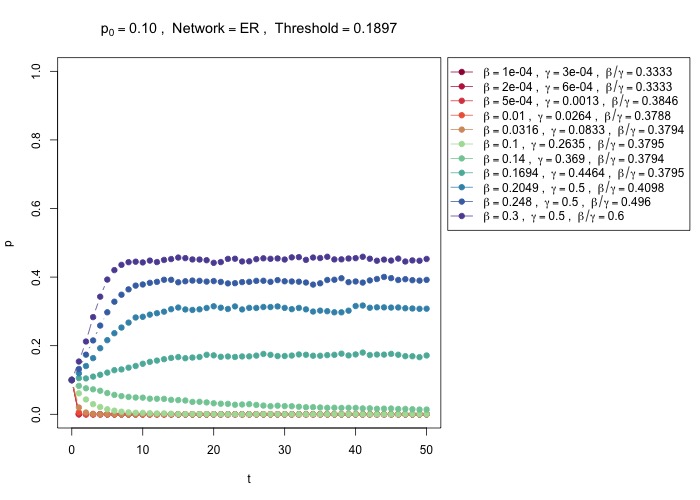 p0 = 0.10 , Network = ER , Threshold = 0.1897
β = 1e-04 , γ = 3e-04 , β/γ = 0.3333
β = 2e-04 , γ = 6e-04 , β/γ = 0.3333
β = 5e-04 , γ = 0.0013 , β/γ = 0.3846
β = 0.01 , γ = 0.0264 , β/γ = 0.3788
β = 0.0316 , γ = 0.0833 , β/γ = 0.3794
β = 0.1 , γ = 0.2635 , β/γ = 0.3795
β = 0.14 , γ = 0.369 , β/γ = 0.3794
β = 0.1694 , γ = 0.4464 , β/γ = 0.3795
β = 0.2049 , γ = 0.5 , β/γ = 0.4098
β = 0.248 , γ = 0.5 , β/γ = 0.496
β = 0.3 , γ = 0.5 , β/γ = 0.6
1.0
0.8
0.6
0.4
0.2
0.0
p
0 10 20 30 40 50
t